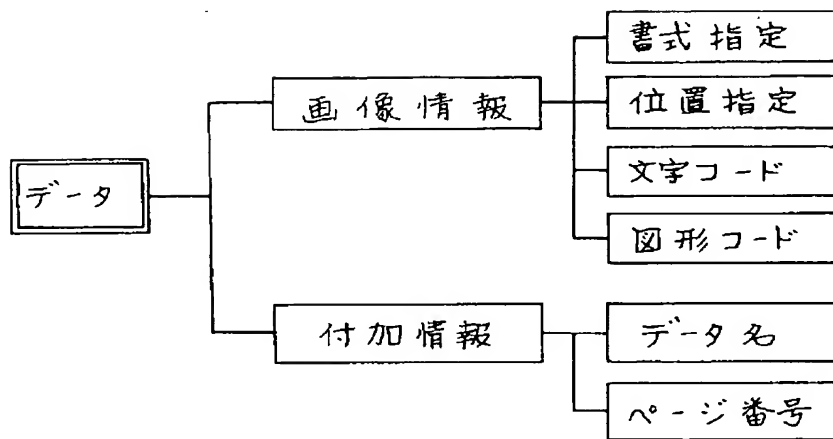 データ
画像情報
書式指定
位置指定
文字コード
図形コード
付加情報
データ名
ページ番号